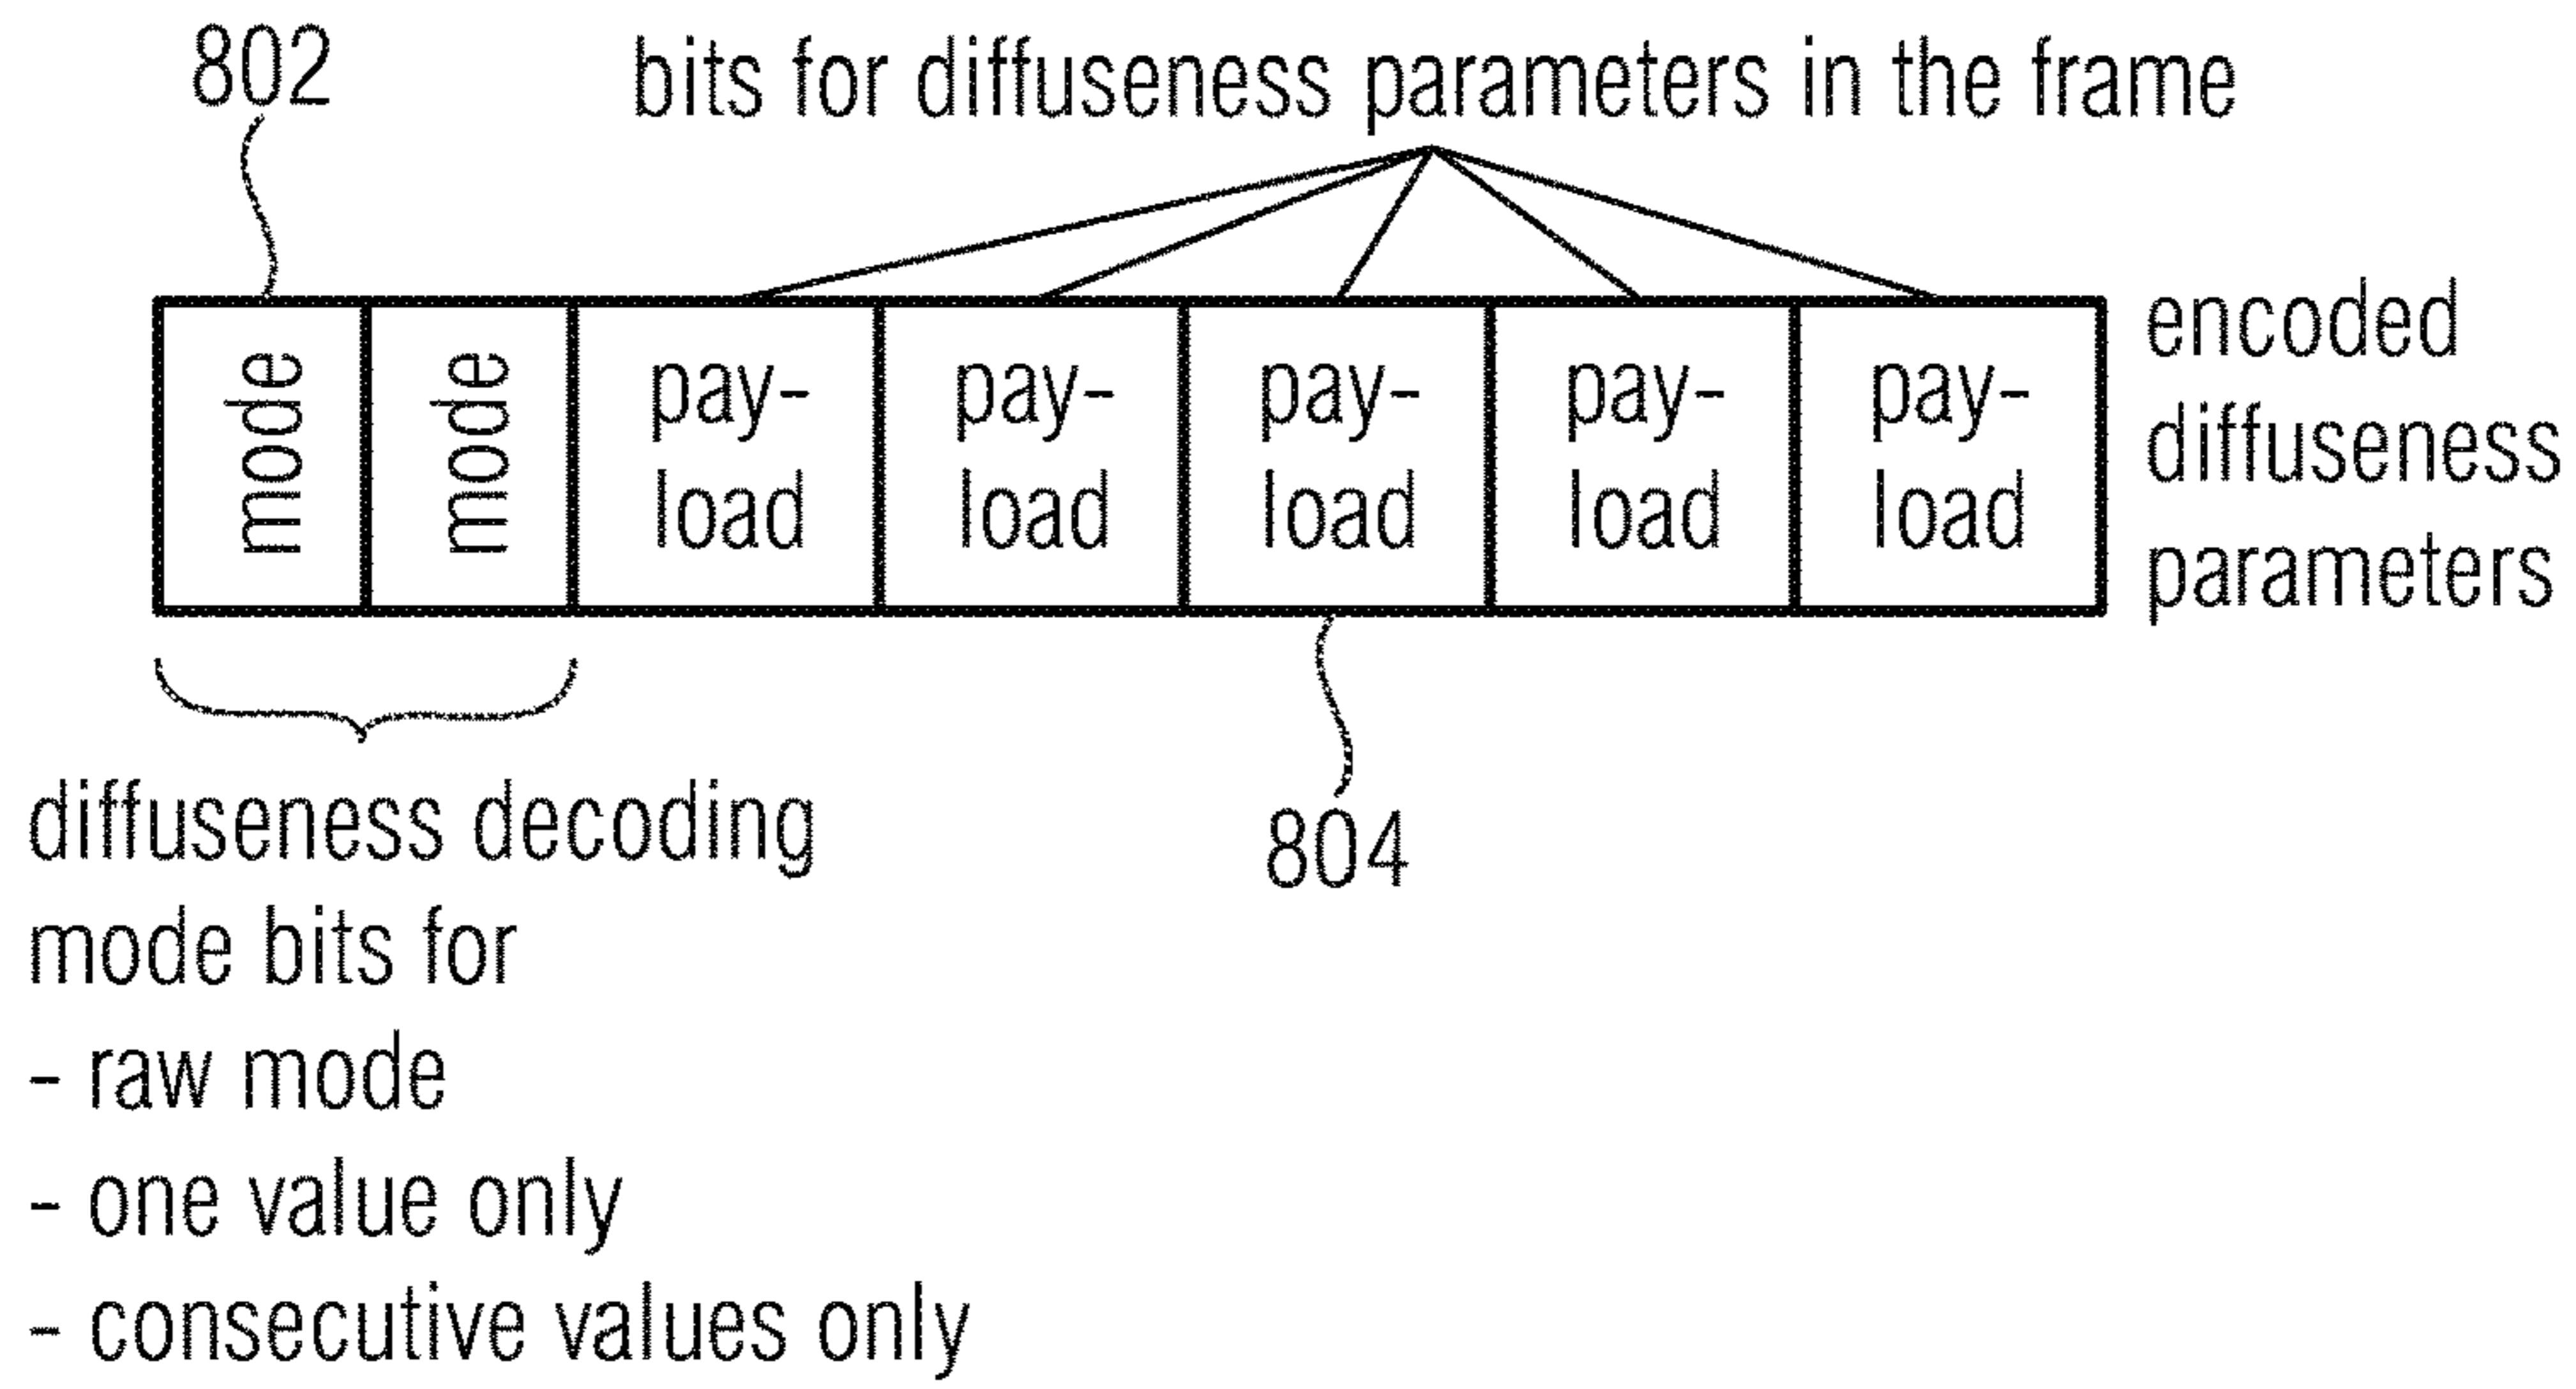 802
bits for diffuseness parameters in the frame
mode
mode
pay-
load
pay-
load
pay-
load
pay-
load
pay-
load
encoded
diffuseness
parameters
diffuseness decoding
mode bits for
- raw mode
- one value only
- consecutive values only
804